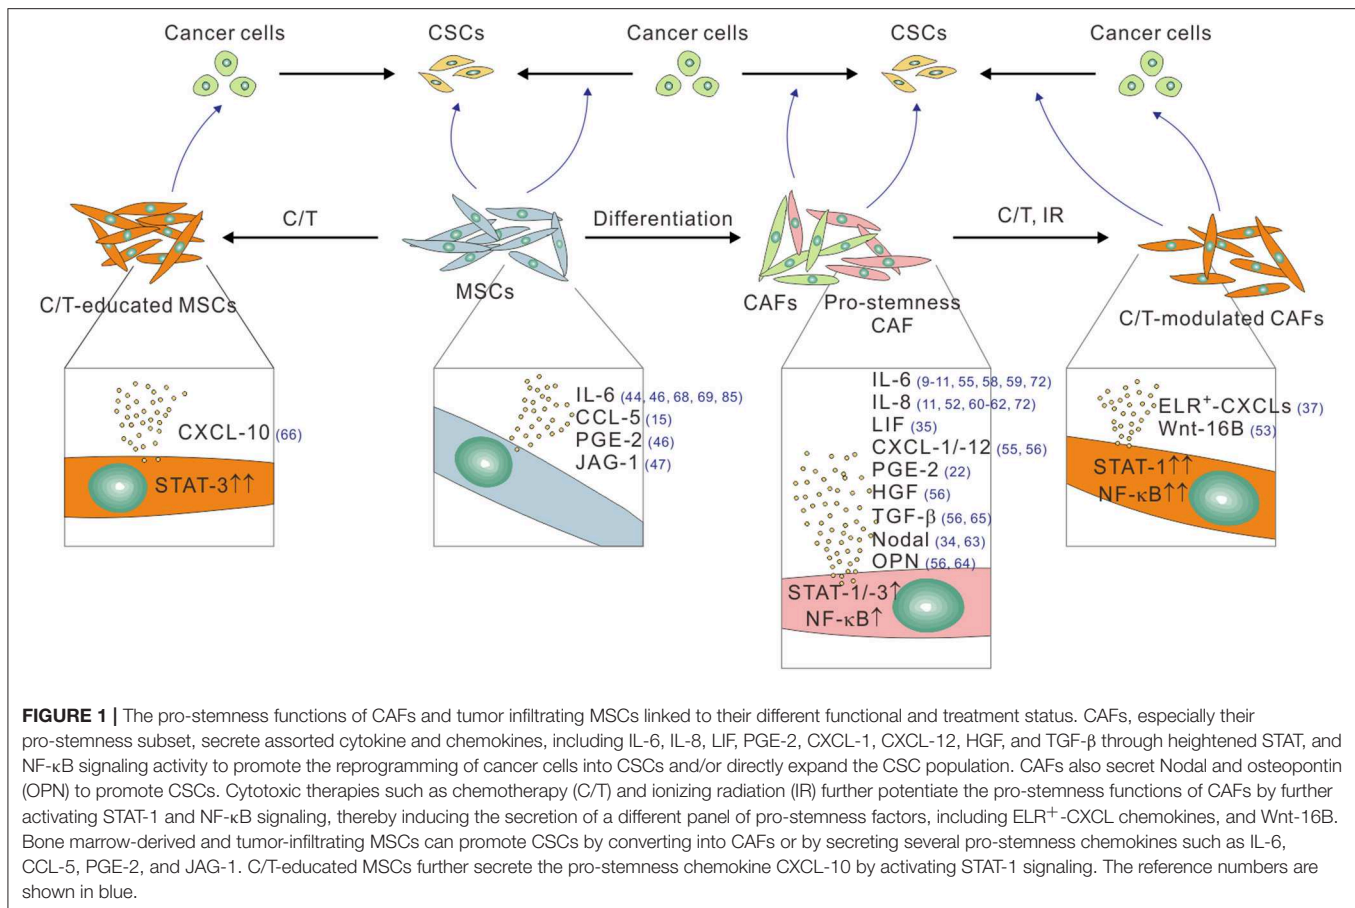 Cancer cells
CSCs
Cancer cells
CSCs
Cancer cells
C/T
Differentiation
C/T, IR
C/T-educated MSCs
MSCs
CAFs
Pro-stemness
CAF
C/T-modulated CAFs
CXCL-10 (66)
STAT-3↑↑
IL-6 (44, 46, 68, 69, 85)
CCL-5 (15)
PGE-2 (46)
JAG-1 (47)
IL-6 (9-11, 55, 58, 59, 72)
IL-8 (11, 52, 60-62, 72)
LIF (35)
CXCL-1/-12 (55, 56)
PGE-2 (22)
HGF (56)
TGF-β (56, 65)
Nodal (34, 63)
OPN (56, 64)
STAT-1/-3↑
NF-κB↑
ELR⁺-CXCLs (37)
Wnt-16B (53)
STAT-1↑↑
NF-κB↑↑
FIGURE 1 | The pro-stemness functions of CAFs and tumor infiltrating MSCs linked to their different functional and treatment status. CAFs, especially their
pro-stemness subset, secrete assorted cytokine and chemokines, including IL-6, IL-8, LIF, PGE-2, CXCL-1, CXCL-12, HGF, and TGF-β through heightened STAT, and
NF-κB signaling activity to promote the reprogramming of cancer cells into CSCs and/or directly expand the CSC population. CAFs also secret Nodal and osteopontin
(OPN) to promote CSCs. Cytotoxic therapies such as chemotherapy (C/T) and ionizing radiation (IR) further potentiate the pro-stemness functions of CAFs by further
activating STAT-1 and NF-κB signaling, thereby inducing the secretion of a different panel of pro-stemness factors, including ELR⁺-CXCL chemokines, and Wnt-16B.
Bone marrow-derived and tumor-infiltrating MSCs can promote CSCs by converting into CAFs or by secreting several pro-stemness chemokines such as IL-6,
CCL-5, PGE-2, and JAG-1. C/T-educated MSCs further secrete the pro-stemness chemokine CXCL-10 by activating STAT-1 signaling. The reference numbers are
shown in blue.